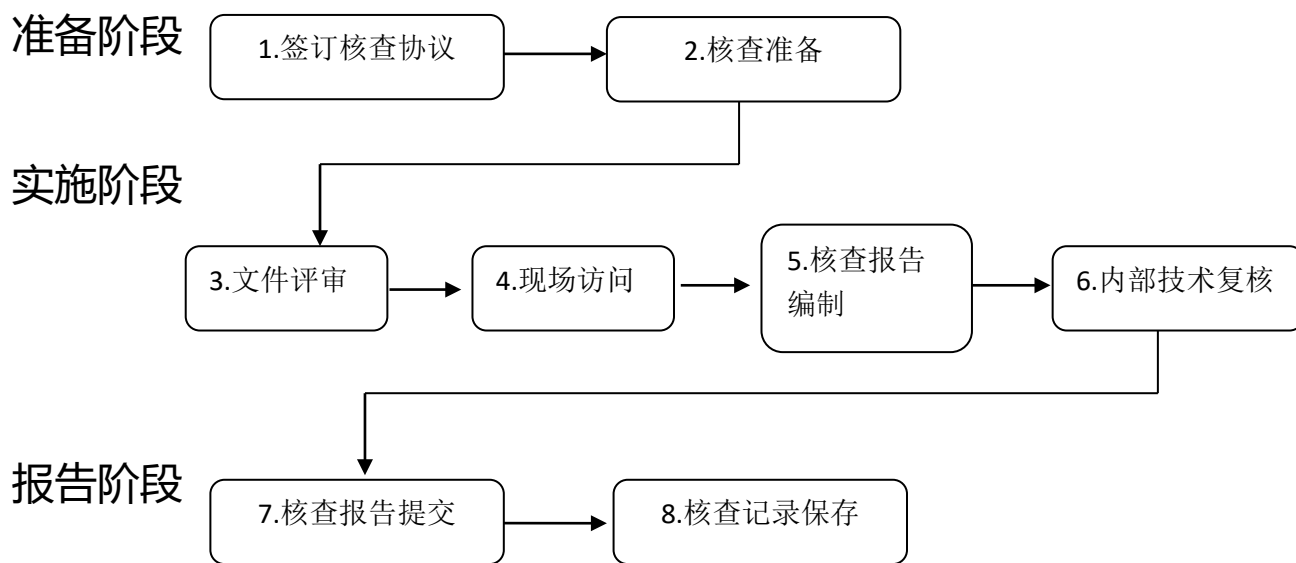 准备阶段
1.签订核查协议
2.核查准备
实施阶段
3.文件评审
4.现场访问
5.核查报告
编制
6.内部技术复核
报告阶段
7.核查报告提交
8.核查记录保存